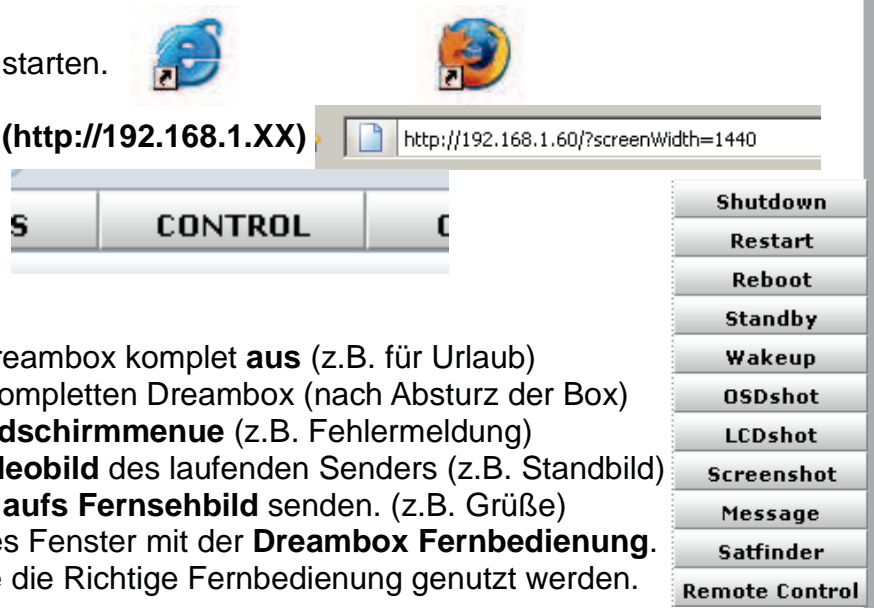 starten.
(http://192.168.1.XX)
http://192.168.1.60/?screenWidth=1440
S
CONTROL
Shutdown
Restart
Reboot
Standby
Wakeup
OSDshot
LCDshot
Screenshot
Message
Satfinder
Remote Control
reambox komplet aus (z.B. für Urlaub)
ompletten Dreambox (nach Absturz der Box)
dschirmmenue (z.B. Fehlermeldung)
deobild des laufenden Senders (z.B. Standbild)
aufs Fernsehbild senden. (z.B. Grüße)
es Fenster mit der Dreambox Fernbedienung.
e die Richtige Fernbedienung genutzt werden.